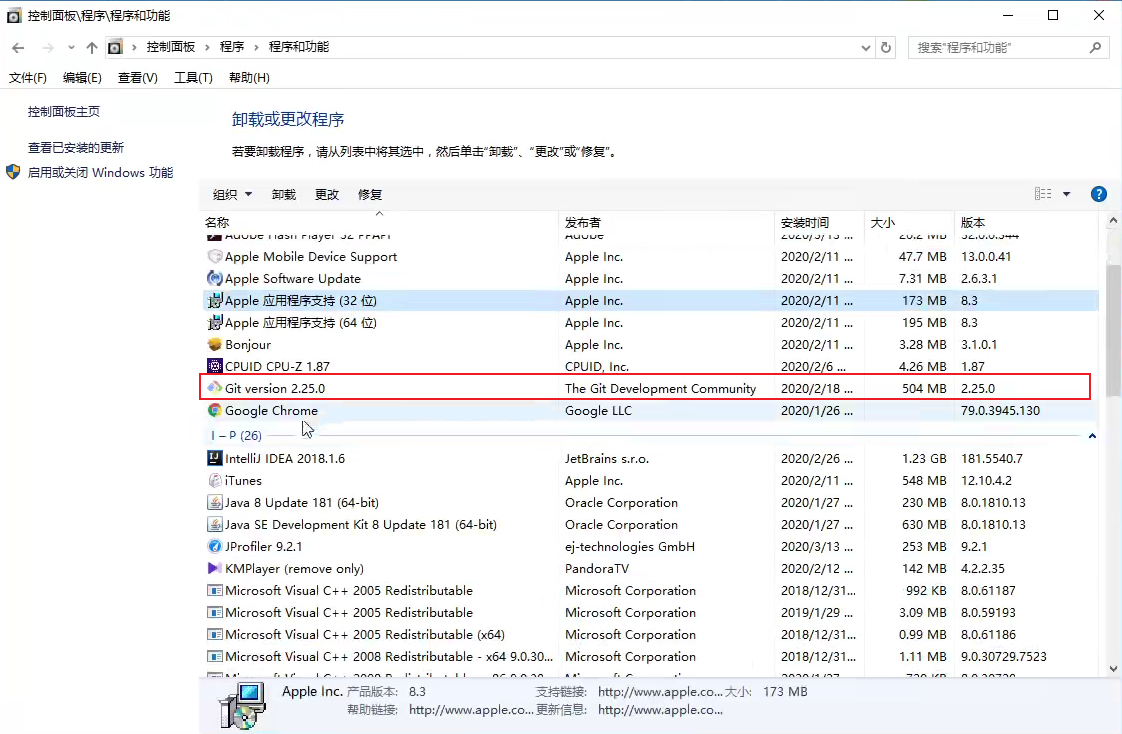 控制面板\程序\程序和功能
控制面板 › 程序 › 程序和功能
搜索"程序和功能"
文件(F) 编辑(E) 查看(V) 工具(T) 帮助(H)
控制面板主页
查看已安装的更新
启用或关闭 Windows 功能
卸载或更改程序
若要卸载程序，请从列表中将其选中，然后单击“卸载”、“更改”或“修复”。
组织 卸载 更改 修复
名称 发布者 安装时间 大小 版本
Adobe Flash Player 32 PPAPI Adobe 2020/3/13 ... 20.2 MB 32.0.0.344
Apple Mobile Device Support Apple Inc. 2020/2/11 ... 47.7 MB 13.0.0.41
Apple Software Update Apple Inc. 2020/2/11 ... 7.31 MB 2.6.3.1
Apple 应用程序支持 (32 位) Apple Inc. 2020/2/11 ... 173 MB 8.3
Apple 应用程序支持 (64 位) Apple Inc. 2020/2/11 ... 195 MB 8.3
Bonjour Apple Inc. 2020/2/11 ... 3.28 MB 3.1.0.1
CPUID CPU-Z 1.87 CPUID, Inc. 2020/2/6 ... 4.26 MB 1.87
Git version 2.25.0 The Git Development Community 2020/2/18 ... 504 MB 2.25.0
Google Chrome Google LLC 2020/1/26 ... 79.0.3945.130
I – P (26)
IntelliJ IDEA 2018.1.6 JetBrains s.r.o. 2020/2/26 ... 1.23 GB 181.5540.7
iTunes Apple Inc. 2020/2/11 ... 548 MB 12.10.4.2
Java 8 Update 181 (64-bit) Oracle Corporation 2020/1/27 ... 230 MB 8.0.1810.13
Java SE Development Kit 8 Update 181 (64-bit) Oracle Corporation 2020/1/27 ... 630 MB 8.0.1810.13
JProfiler 9.2.1 ej-technologies GmbH 2020/3/13 ... 253 MB 9.2.1
KMPlayer (remove only) PandoraTV 2020/2/12 ... 142 MB 4.2.2.35
Microsoft Visual C++ 2005 Redistributable Microsoft Corporation 2018/12/31... 992 KB 8.0.61187
Microsoft Visual C++ 2005 Redistributable Microsoft Corporation 2019/1/29 ... 3.09 MB 8.0.59193
Microsoft Visual C++ 2005 Redistributable (x64) Microsoft Corporation 2018/12/31... 0.99 MB 8.0.61186
Microsoft Visual C++ 2008 Redistributable - x64 9.0.30... Microsoft Corporation 2018/12/31... 1.11 MB 9.0.30729.7523
Apple Inc. 产品版本: 8.3 支持链接: http://www.apple.co... 大小: 173 MB
帮助链接: http://www.apple.co... 更新信息: http://www.apple.co...